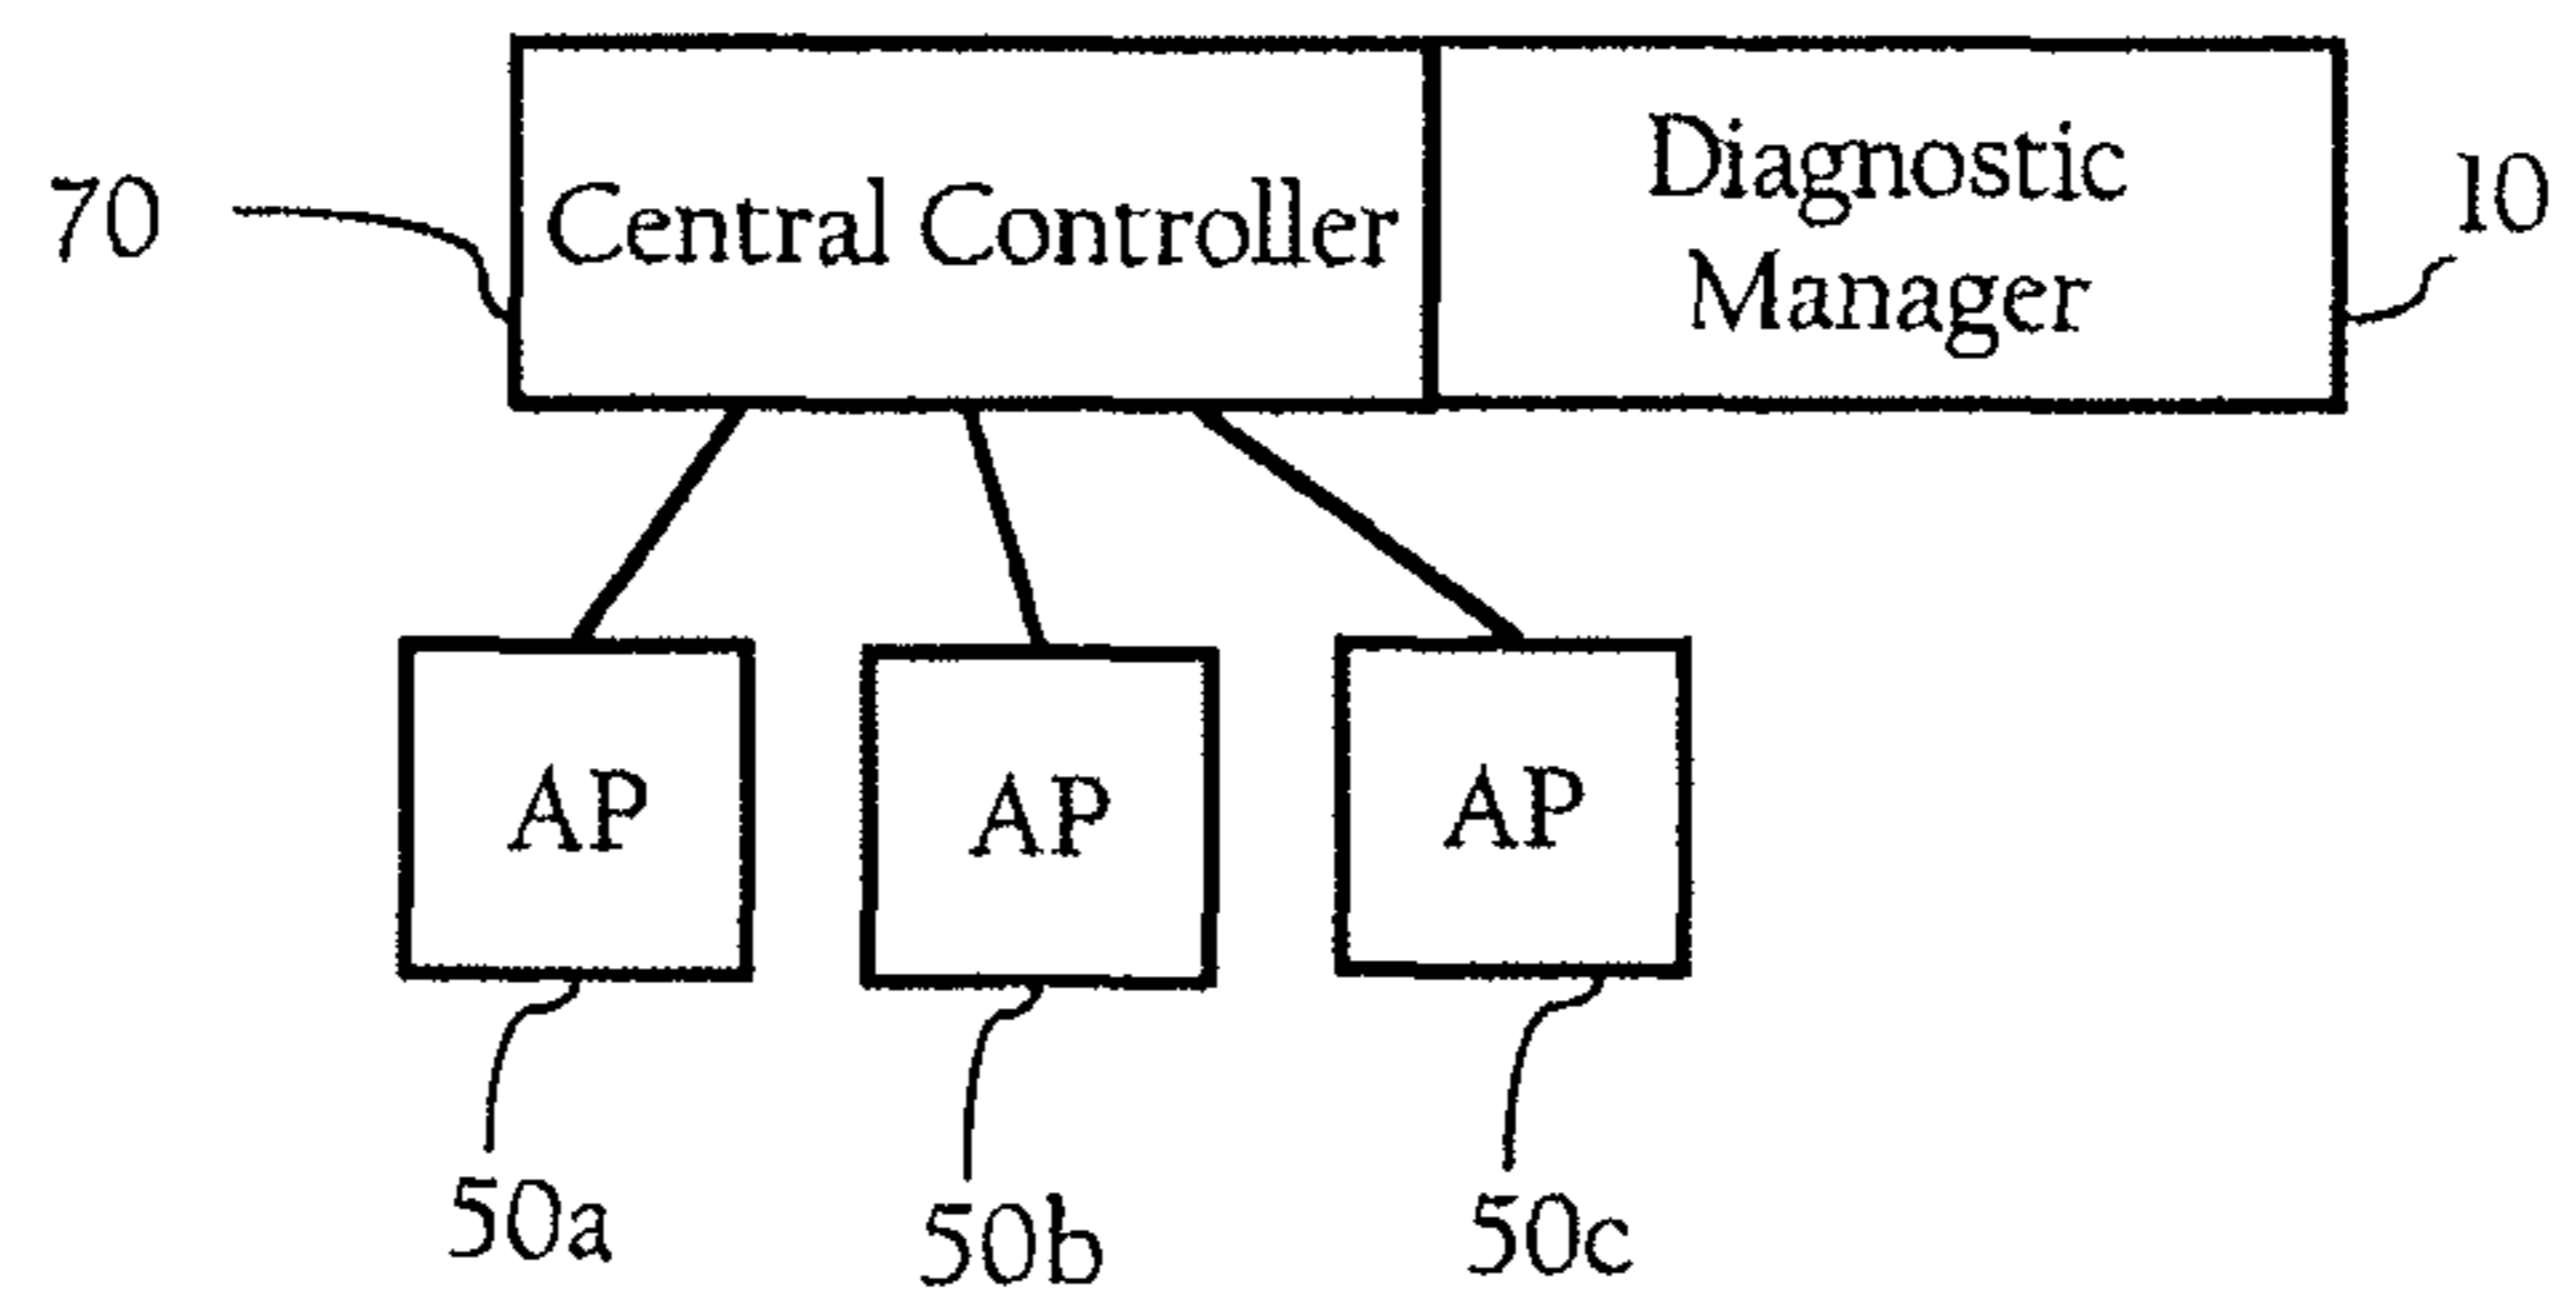 Diagnostic
Manager
Central Controller
70
10
AP
AP
AP
50a
50b
50c